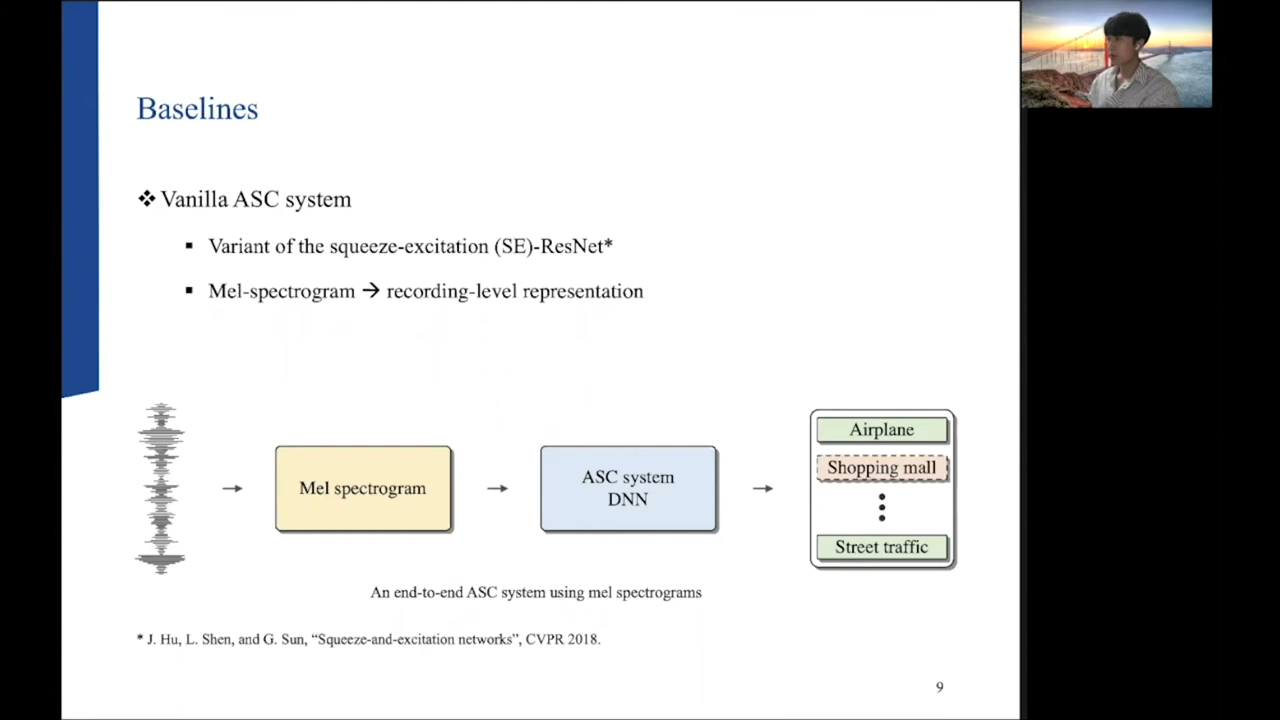 Baselines
❖ Vanilla ASC system
▪ Variant of the squeeze-excitation (SE)-ResNet*
▪ Mel-spectrogram → recording-level representation
Mel spectrogram
ASC system
DNN
Airplane
Shopping mall
Street traffic
An end-to-end ASC system using mel spectrograms
* J. Hu, L. Shen, and G. Sun, “Squeeze-and-excitation networks”, CVPR 2018.
9